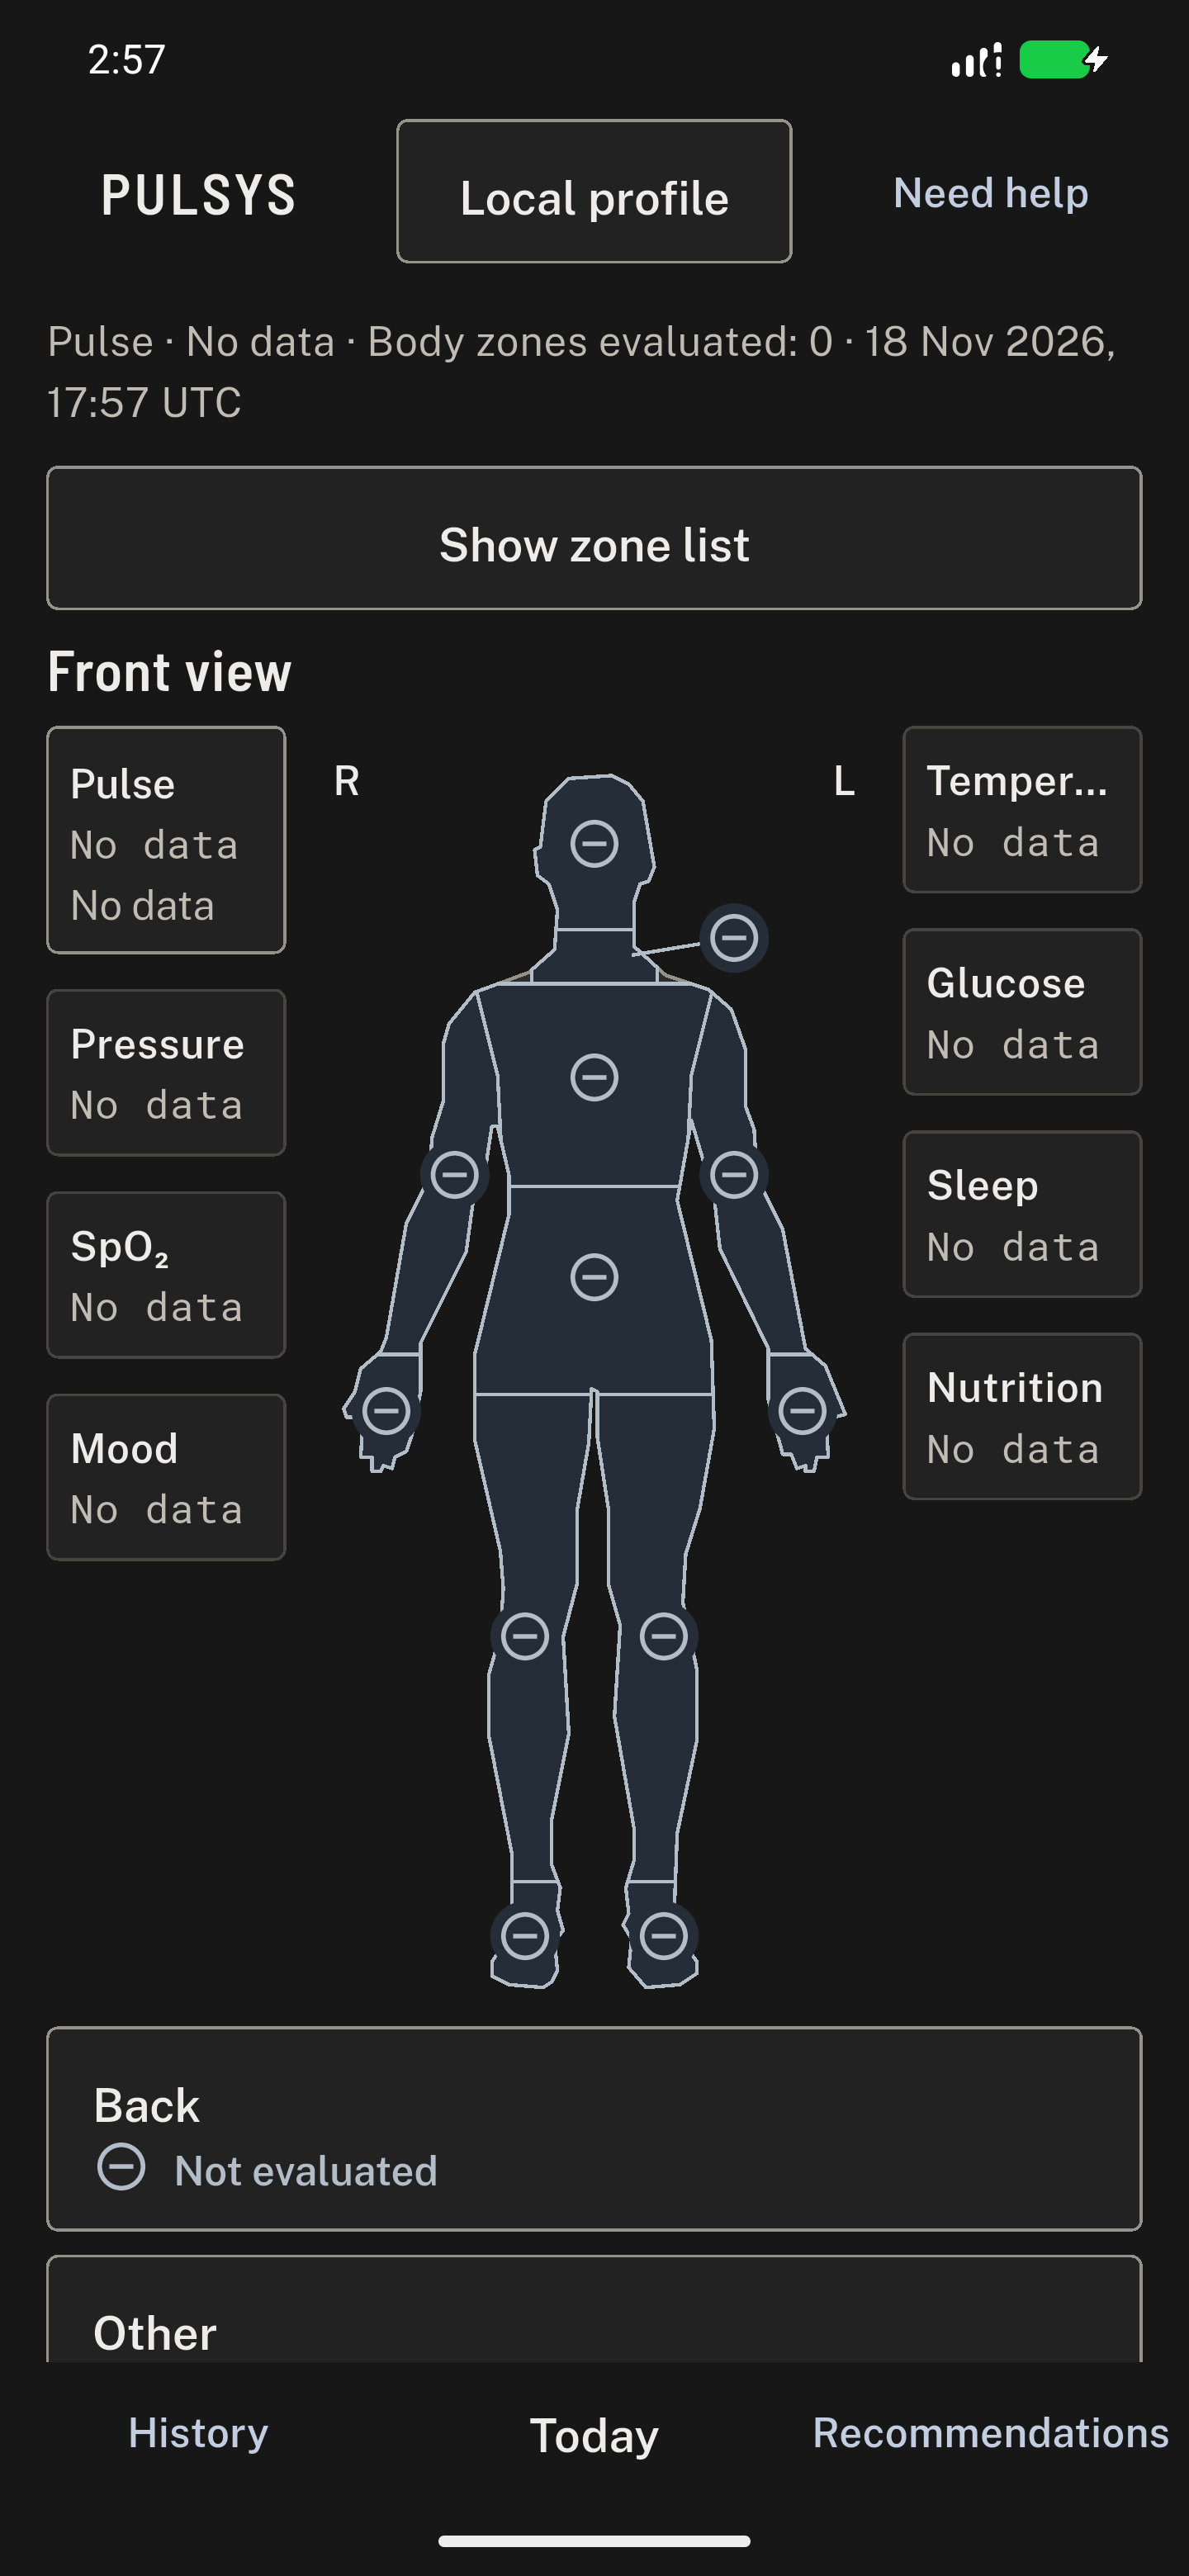 2:57
PULSYS
Local profile
Need help
Pulse · No data · Body zones evaluated: 0 · 18 Nov 2026,
17:57 UTC
Show zone list
Front view
Pulse
No data
No data
Pressure
No data
SpO₂
No data
Mood
No data
R
L
Temper...
No data
Glucose
No data
Sleep
No data
Nutrition
No data
Back
Not evaluated
Other
History
Today
Recommendations